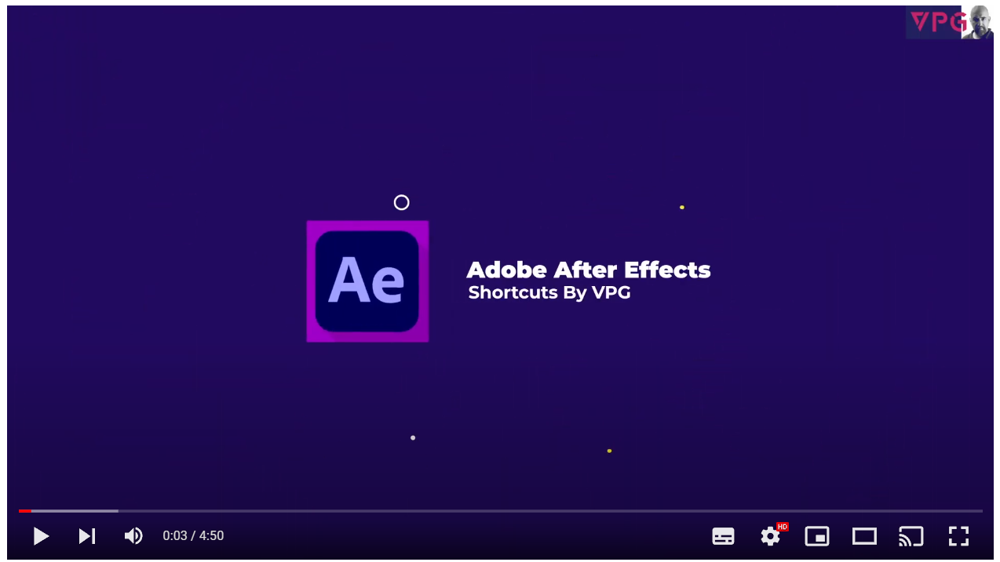 VPG
Ae
Adobe After Effects
Shortcuts By VPG
0:03 / 4:50
HD